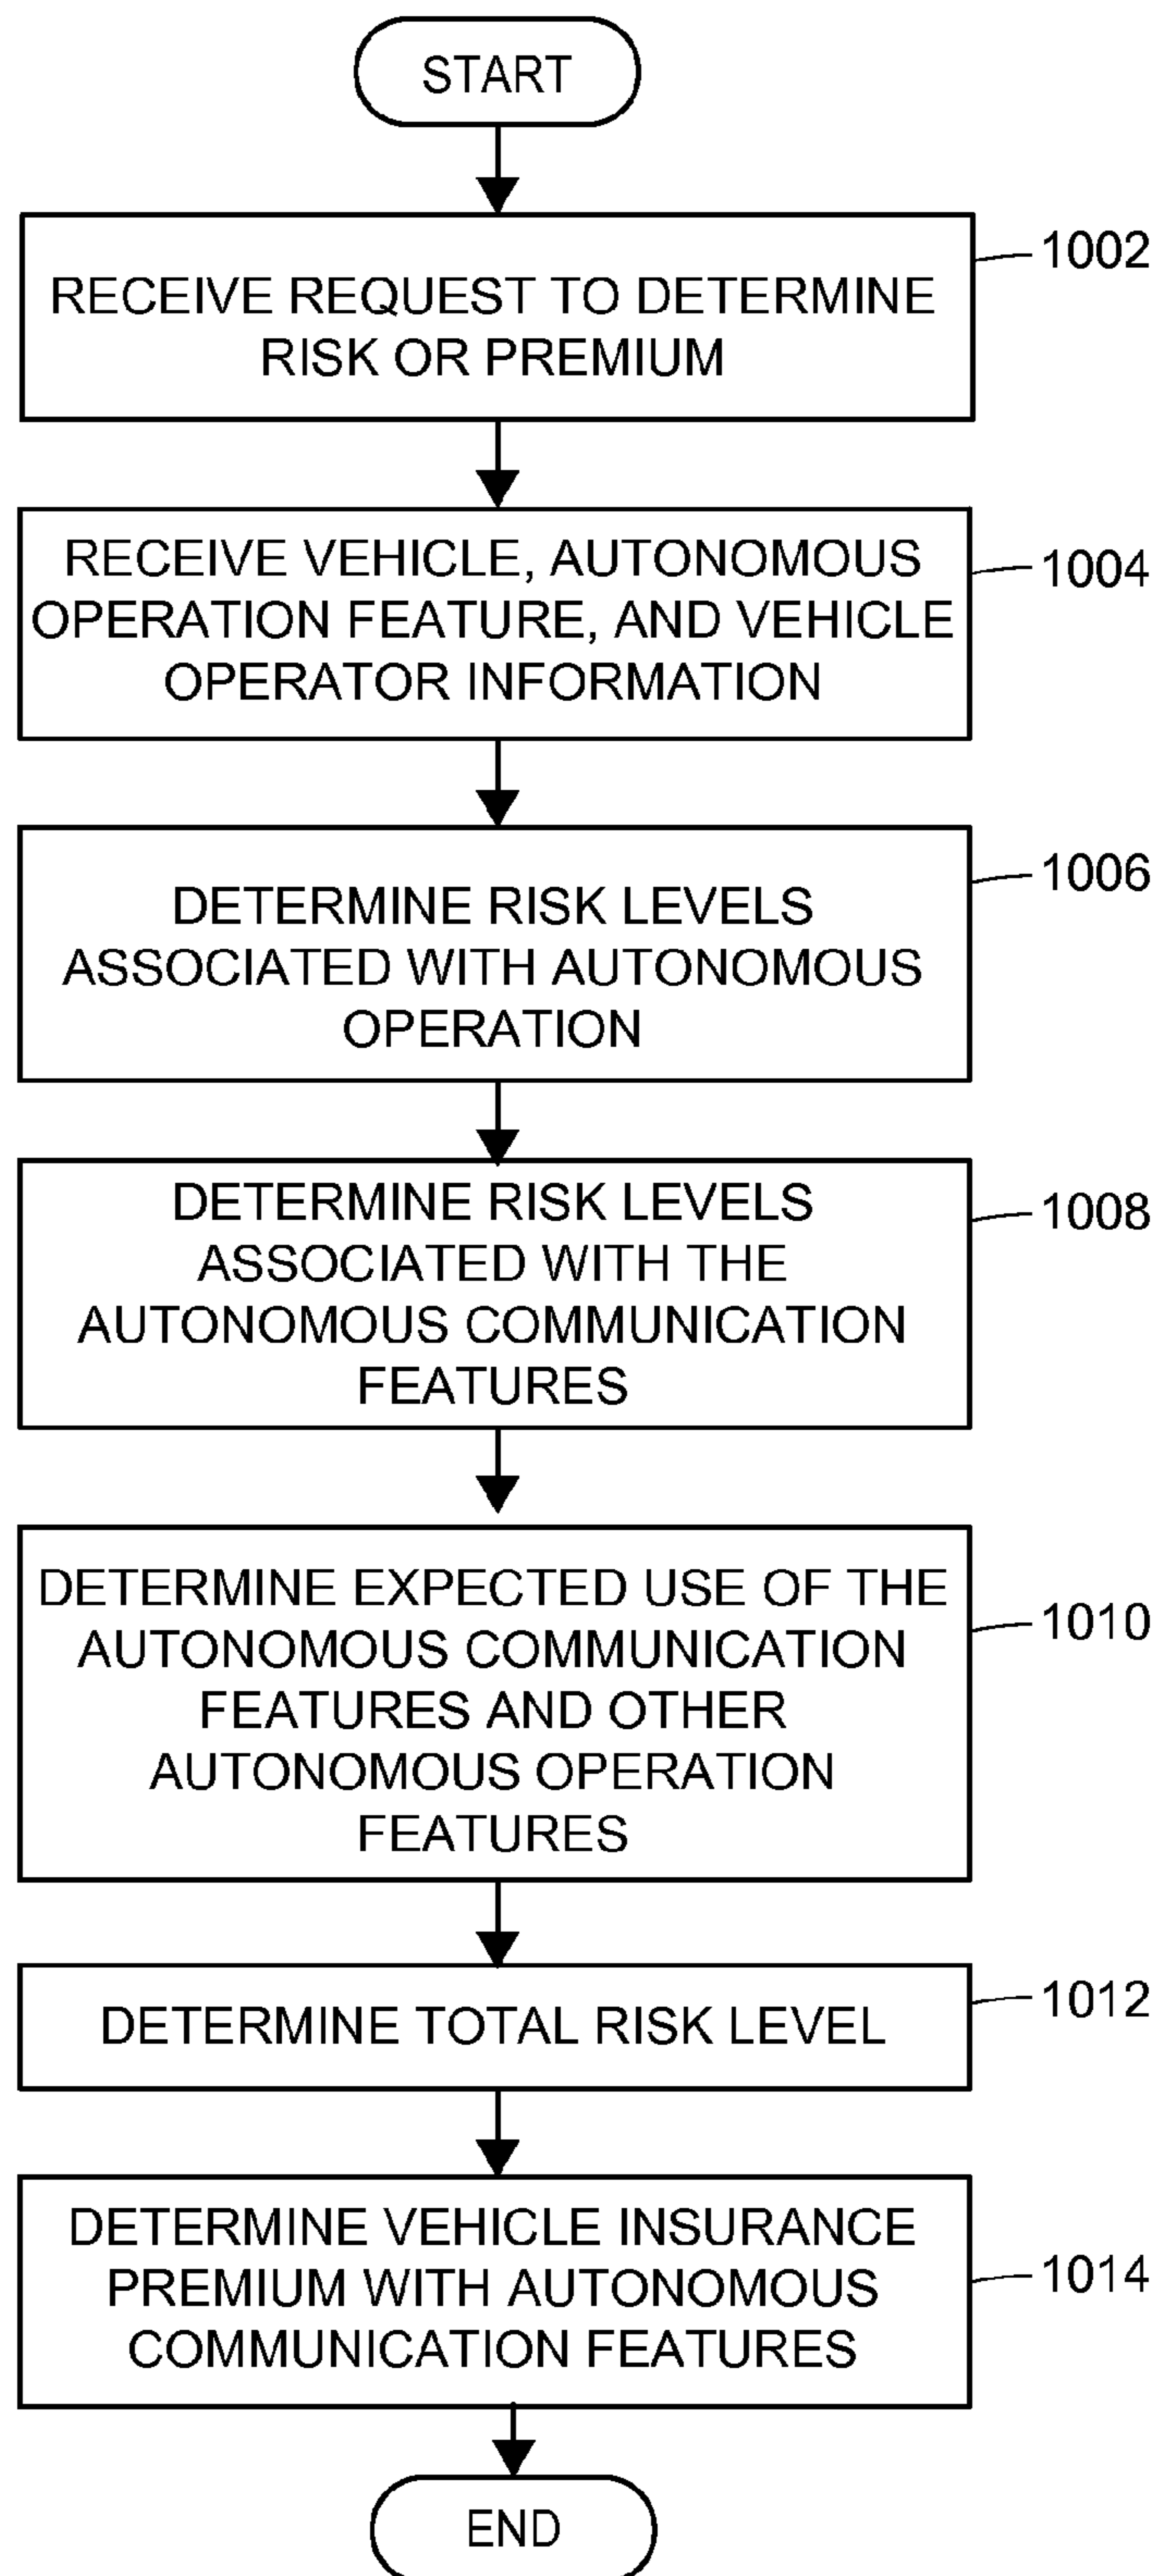 START
RECEIVE REQUEST TO DETERMINE
RISK OR PREMIUM
1002
RECEIVE VEHICLE, AUTONOMOUS
OPERATION FEATURE, AND VEHICLE
OPERATOR INFORMATION
1004
DETERMINE RISK LEVELS
ASSOCIATED WITH AUTONOMOUS
OPERATION
1006
DETERMINE RISK LEVELS
ASSOCIATED WITH THE
AUTONOMOUS COMMUNICATION
FEATURES
1008
DETERMINE EXPECTED USE OF THE
AUTONOMOUS COMMUNICATION
FEATURES AND OTHER
AUTONOMOUS OPERATION
FEATURES
1010
DETERMINE TOTAL RISK LEVEL
1012
DETERMINE VEHICLE INSURANCE
PREMIUM WITH AUTONOMOUS
COMMUNICATION FEATURES
1014
END